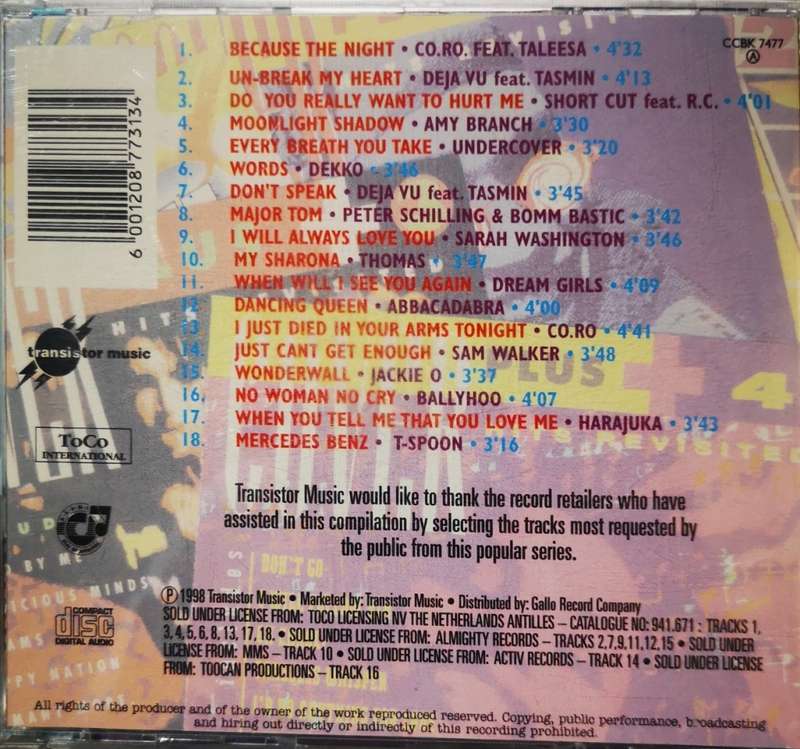 CCBK 7477
A
1. BECAUSE THE NIGHT • CO.RO. FEAT. TALEESA • 4'32
2. UN-BREAK MY HEART • DEJA VU feat. TASMIN • 4'13
3. DO YOU REALLY WANT TO HURT ME • SHORT CUT feat. R.C. • 4'01
4. MOONLIGHT SHADOW • AMY BRANCH • 3'30
5. EVERY BREATH YOU TAKE • UNDERCOVER • 3'20
6. WORDS • DEKKO • 3'46
7. DON'T SPEAK • DEJA VU feat. TASMIN • 3'45
8. MAJOR TOM • PETER SCHILLING & BOMM BASTIC • 3'42
9. I WILL ALWAYS LOVE YOU • SARAH WASHINGTON • 3'46
10. MY SHARONA • THOMAS • 3'47
11. WHEN WILL I SEE YOU AGAIN • DREAM GIRLS • 4'09
12. DANCING QUEEN • ABBACADABRA • 4'00
13. I JUST DIED IN YOUR ARMS TONIGHT • CO.RO • 4'41
14. JUST CANT GET ENOUGH • SAM WALKER • 3'48
15. WONDERWALL • JACKIE O • 3'37
16. NO WOMAN NO CRY • BALLYHOO • 4'07
17. WHEN YOU TELL ME THAT YOU LOVE ME • HARAJUKA • 3'43
18. MERCEDES BENZ • T-SPOON • 3'16
6 001208 773134
transistor music
ToCo
INTERNATIONAL
PLUS
4
HIT
REVISITED
DON'T GO
BY ME
MINDS
NATION
Transistor Music would like to thank the record retailers who have
assisted in this compilation by selecting the tracks most requested by
the public from this popular series.
COMPACT
disc
DIGITAL AUDIO
℗ 1998 Transistor Music • Marketed by: Transistor Music • Distributed by: Gallo Record Company
SOLD UNDER LICENSE FROM: TOCO LICENSING NV THE NETHERLANDS ANTILLES – CATALOGUE NO: 941.671 : TRACKS 1,
3, 4, 5, 6, 8, 13, 17, 18. • SOLD UNDER LICENSE FROM: ALMIGHTY RECORDS – TRACKS 2,7,9,11,12,15 • SOLD UNDER
LICENSE FROM: MMS – TRACK 10 • SOLD UNDER LICENSE FROM: ACTIV RECORDS – TRACK 14 • SOLD UNDER LICENSE
FROM: TOOCAN PRODUCTIONS – TRACK 16
All rights of the producer and of the owner of the work reproduced reserved. Copying, public performance, broadcasting
and hiring out directly or indirectly of this recording prohibited.